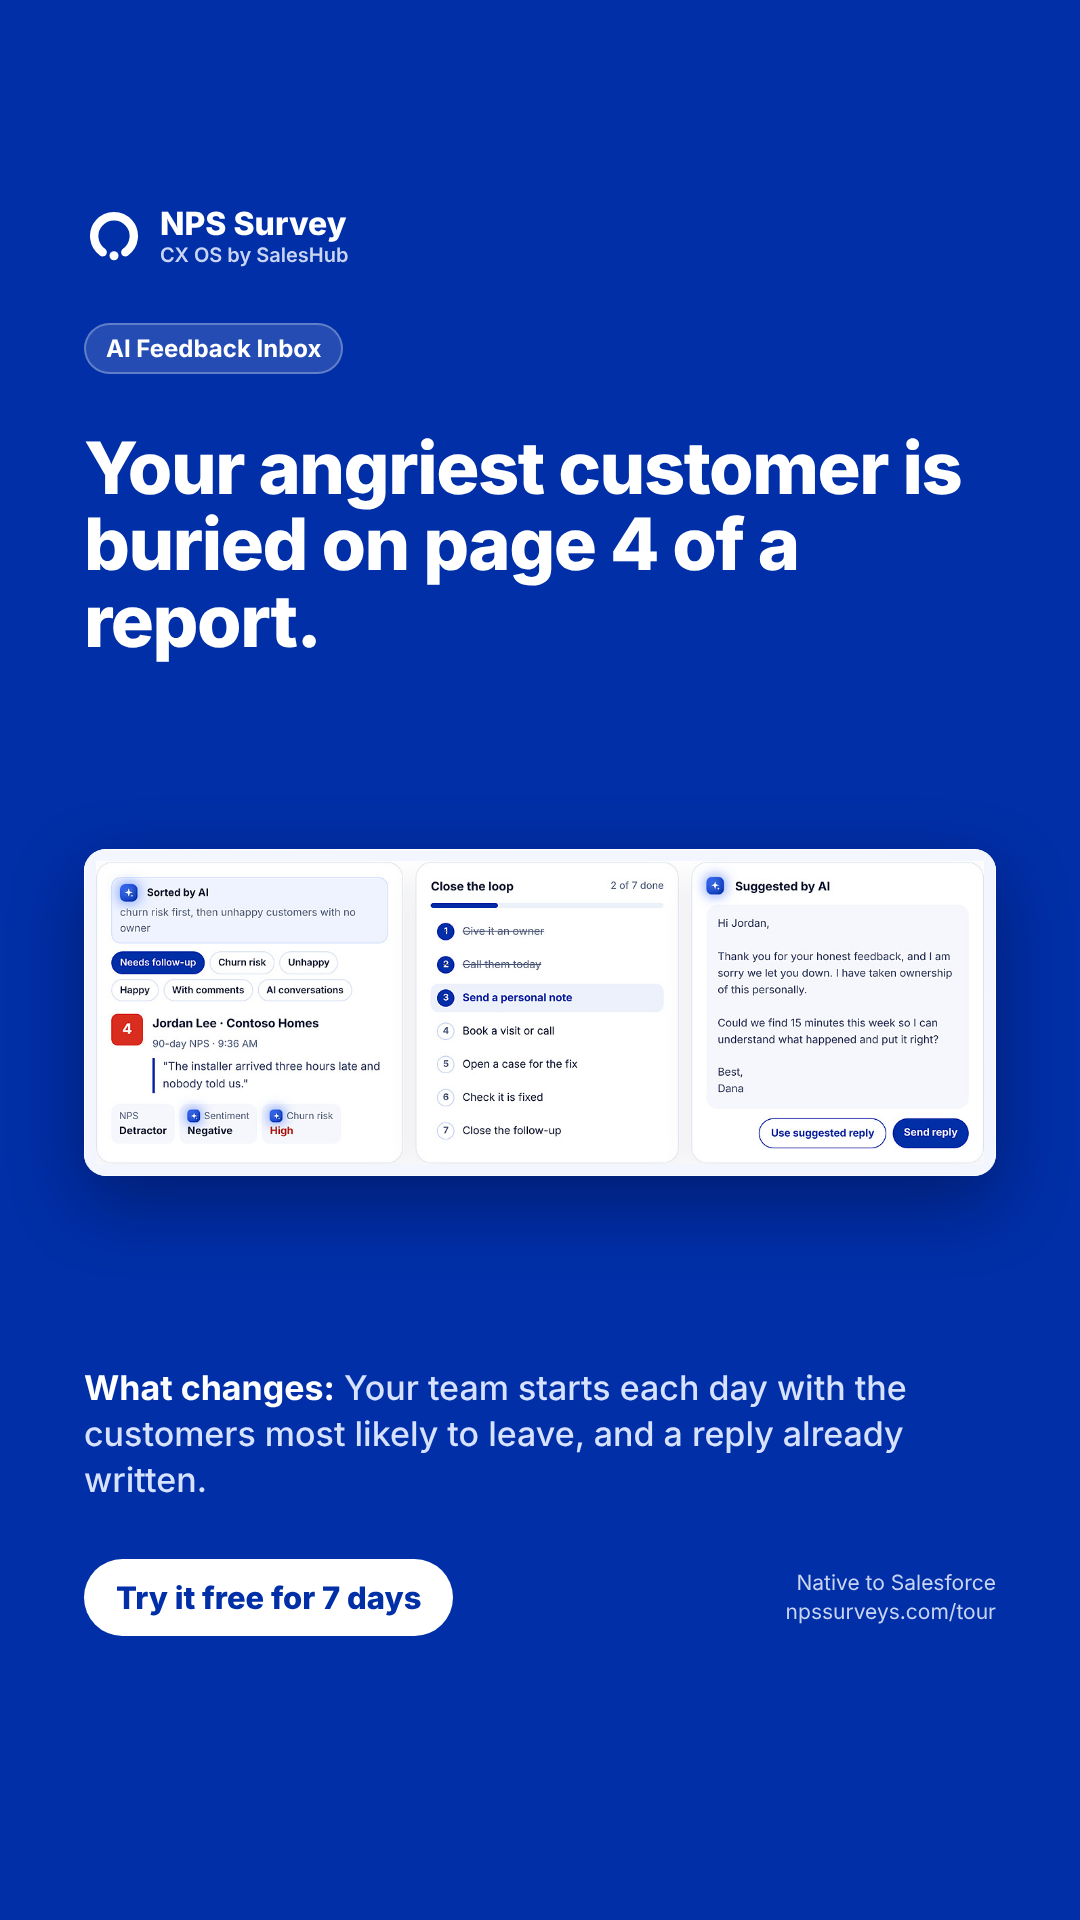 NPS Survey
CX OS by SalesHub
AI Feedback Inbox
Your angriest customer is
buried on page 4 of a
report.
Sorted by AI
churn risk first, then unhappy customers with no
owner
Needs follow-up
Churn risk
Unhappy
Happy
With comments
AI conversations
4
Jordan Lee · Contoso Homes
90-day NPS · 9:36 AM
"The installer arrived three hours late and
nobody told us."
NPS
Detractor
Sentiment
Negative
Churn risk
High
Close the loop
2 of 7 done
1 Give it an owner
2 Call them today
3 Send a personal note
4 Book a visit or call
5 Open a case for the fix
6 Check it is fixed
7 Close the follow-up
Suggested by AI
Hi Jordan,
Thank you for your honest feedback, and I am
sorry we let you down. I have taken ownership
of this personally.
Could we find 15 minutes this week so I can
understand what happened and put it right?
Best,
Dana
Use suggested reply
Send reply
What changes: Your team starts each day with the
customers most likely to leave, and a reply already
written.
Try it free for 7 days
Native to Salesforce
npssurveys.com/tour